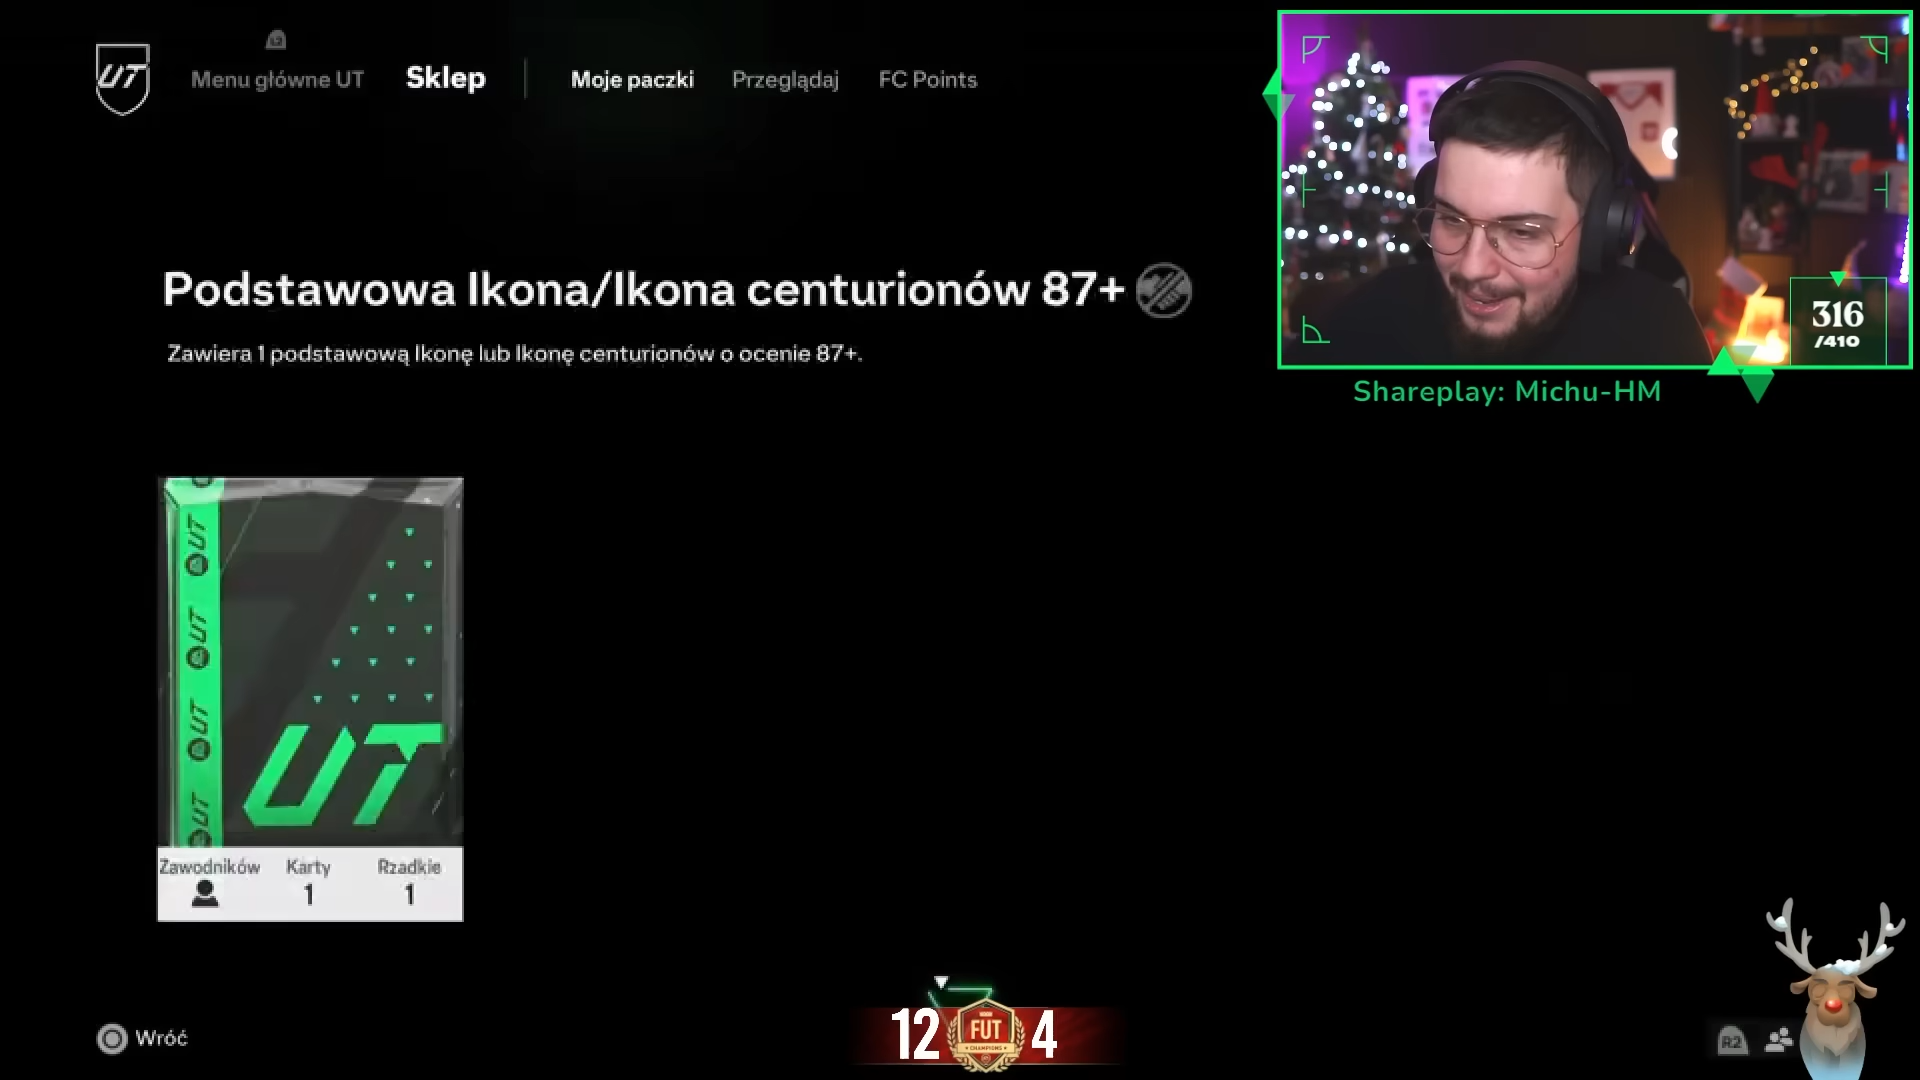 UT
L2
Menu główne UT
Sklep
Moje paczki
Przeglądaj
FC Points
Podstawowa Ikona/Ikona centurionów 87+
Zawiera 1 podstawową Ikonę lub Ikonę centurionów o ocenie 87+.
316
/410
Shareplay: Michu-HM
UT
UT
UT
UT
UT
Zawodników
Karty
Rzadkie
1
1
12
FUT
CHAMPIONS
4
Wróć
R2